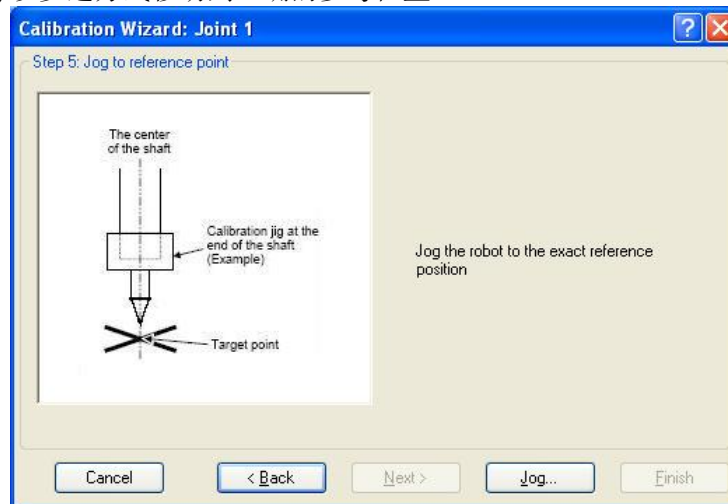 Calibration Wizard: Joint 1
Step 5: Jog to reference point
The center
of the shaft
Calibration jig at the
end of the shaft
(Example)
Target point
Jog the robot to the exact reference
position
Cancel
< Back
Next >
Jog...
Finish